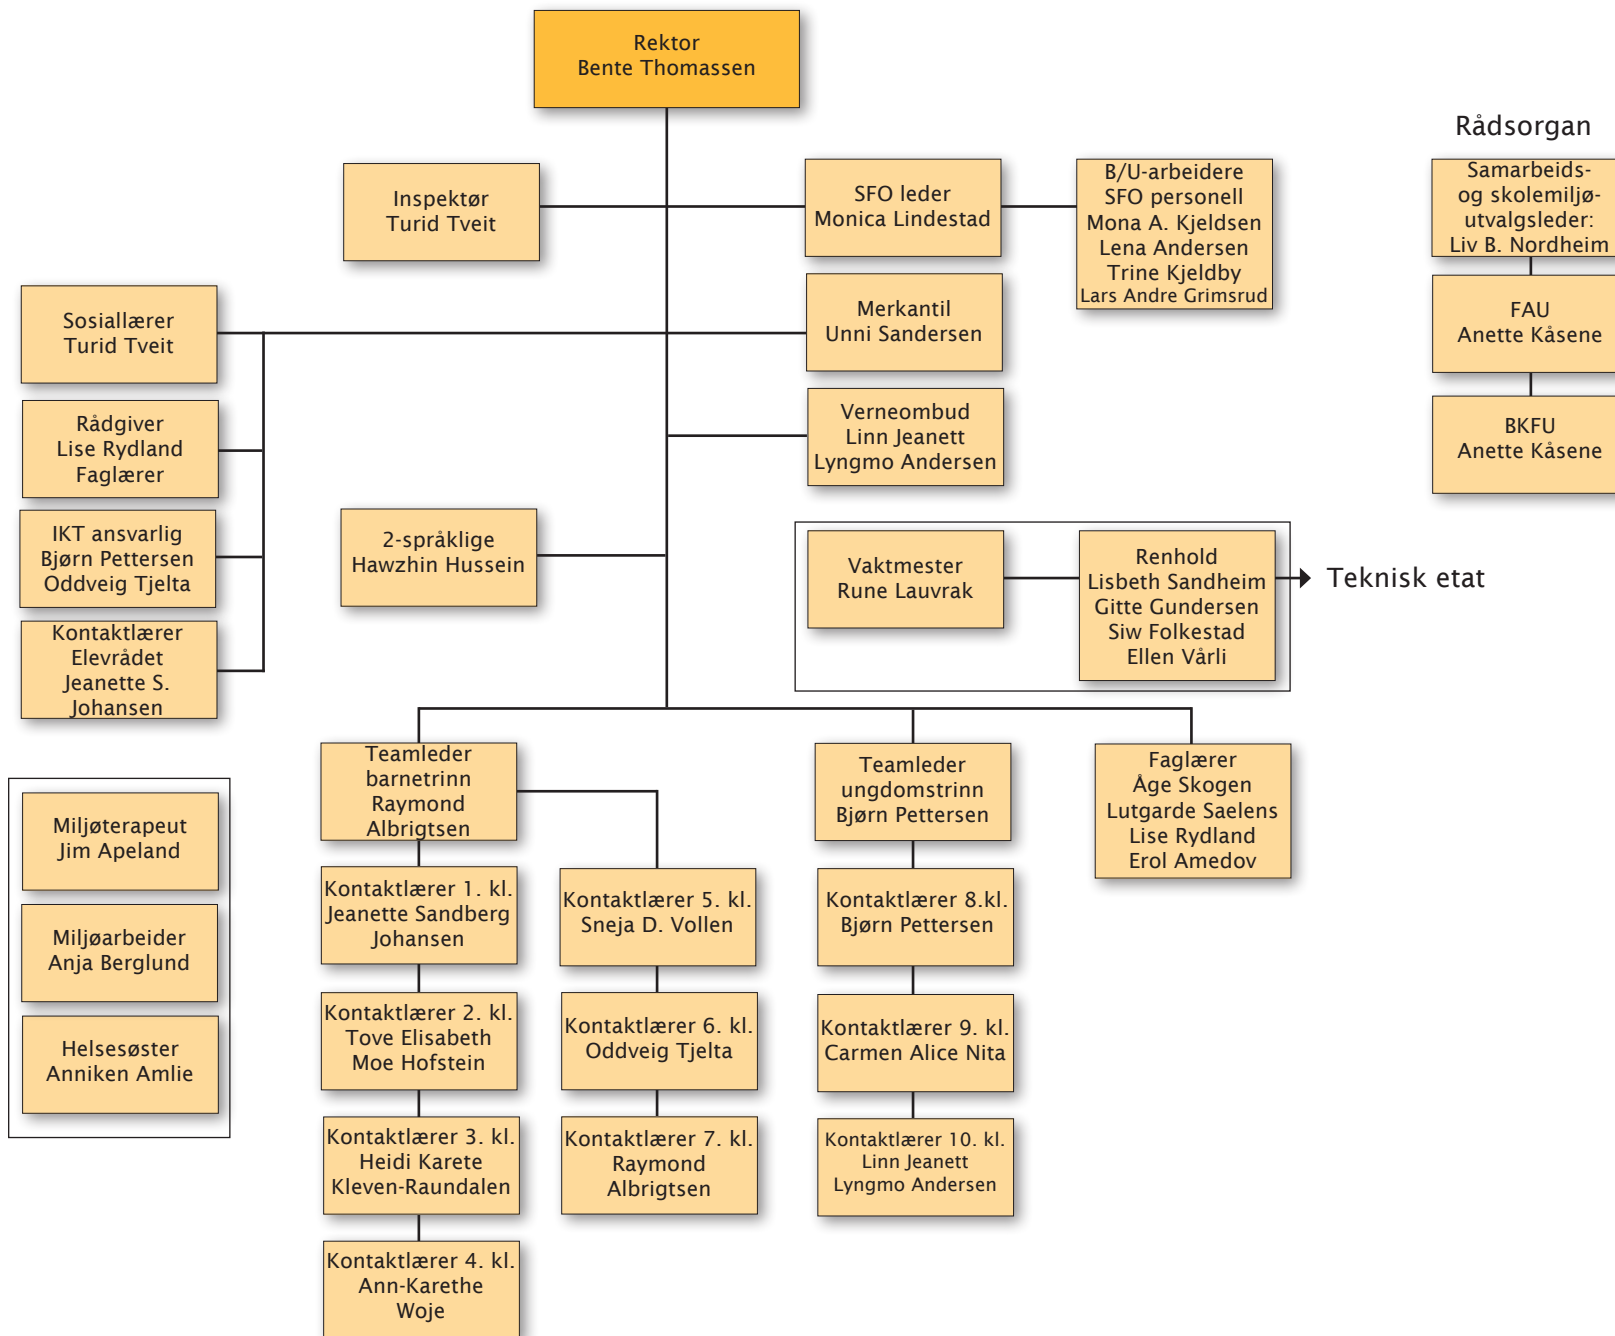 Rektor
Bente Thomassen
Rådsorgan
Inspektør
Turid Tveit
SFO leder
Monica Lindestad
B/U-arbeidere
SFO personell
Mona A. Kjeldsen
Lena Andersen
Trine Kjeldby
Lars Andre Grimsrud
Samarbeids-
og skolemiljø-
utvalgsleder:
Liv B. Nordheim
Sosiallærer
Turid Tveit
Merkantil
Unni Sandersen
FAU
Anette Kåsene
Rådgiver
Lise Rydland
Faglærer
Verneombud
Linn Jeanett
Lyngmo Andersen
BKFU
Anette Kåsene
IKT ansvarlig
Bjørn Pettersen
Oddveig Tjelta
2-språklige
Hawzhin Hussein
Vaktmester
Rune Lauvrak
Renhold
Lisbeth Sandheim
Gitte Gundersen
Siw Folkestad
Ellen Vårli
Teknisk etat
Kontaktlærer
Elevrådet
Jeanette S.
Johansen
Teamleder
barnetrinn
Raymond
Albrigtsen
Teamleder
ungdomstrinn
Bjørn Pettersen
Faglærer
Åge Skogen
Lutgarde Saelens
Lise Rydland
Erol Amedov
Miljøterapeut
Jim Apeland
Miljøarbeider
Anja Berglund
Helsesøster
Anniken Amlie
Kontaktlærer 1. kl.
Jeanette Sandberg
Johansen
Kontaktlærer 2. kl.
Tove Elisabeth
Moe Hofstein
Kontaktlærer 3. kl.
Heidi Karete
Kleven-Raundalen
Kontaktlærer 4. kl.
Ann-Karethe
Woje
Kontaktlærer 5. kl.
Sneja D. Vollen
Kontaktlærer 6. kl.
Oddveig Tjelta
Kontaktlærer 7. kl.
Raymond
Albrigtsen
Kontaktlærer 8.kl.
Bjørn Pettersen
Kontaktlærer 9. kl.
Carmen Alice Nita
Kontaktlærer 10. kl.
Linn Jeanett
Lyngmo Andersen